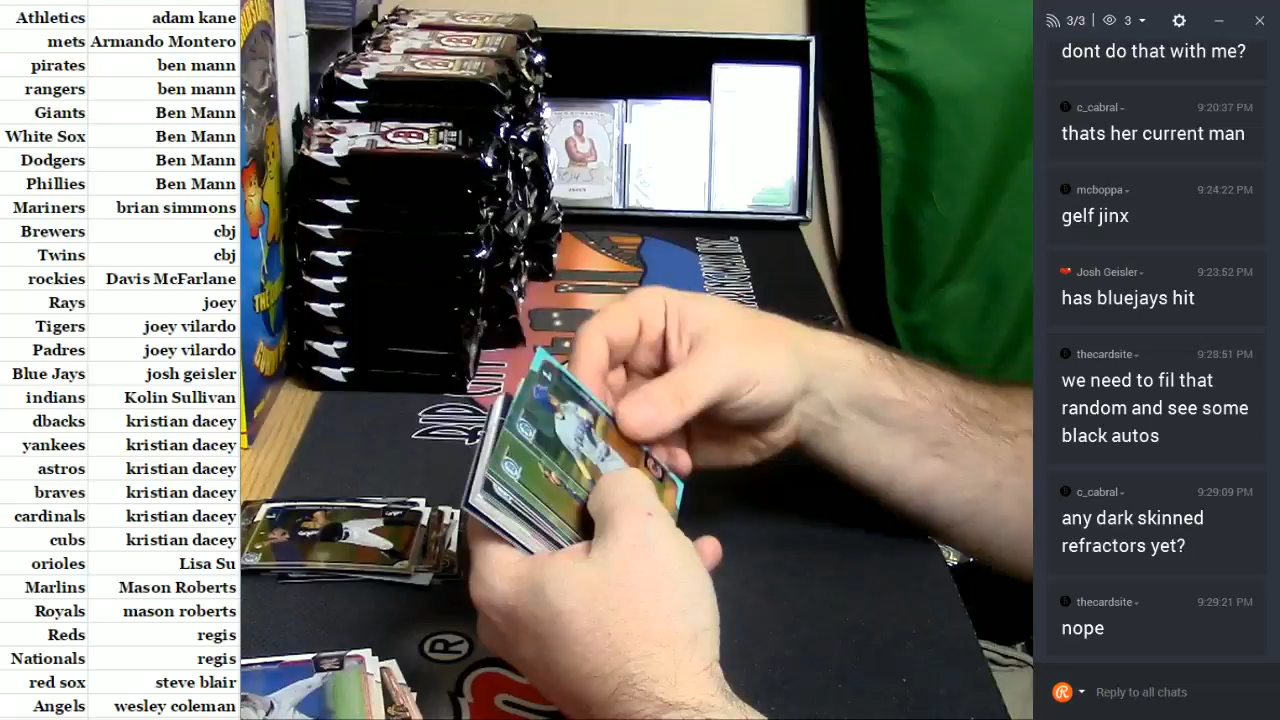 Athletics adam kane
mets Armando Montero
pirates ben mann
rangers ben mann
Giants Ben Mann
White Sox Ben Mann
Dodgers Ben Mann
Phillies Ben Mann
Mariners brian simmons
Brewers cbj
Twins cbj
rockies Davis McFarlane
Rays joey
Tigers joey vilardo
Padres joey vilardo
Blue Jays josh geisler
indians Kolin Sullivan
dbacks kristian dacey
yankees kristian dacey
astros kristian dacey
braves kristian dacey
cardinals kristian dacey
cubs kristian dacey
orioles Lisa Su
Marlins Mason Roberts
Royals mason roberts
Reds regis
Nationals regis
red sox steve blair
Angels wesley coleman
RIP
®
3/3 3
dont do that with me?
c_cabral 9:20:37 PM
thats her current man
mcboppa 9:24:22 PM
gelf jinx
Josh Geisler 9:23:52 PM
has bluejays hit
thecardsite 9:28:51 PM
we need to fil that
random and see some
black autos
c_cabral 9:29:09 PM
any dark skinned
refractors yet?
thecardsite 9:29:21 PM
nope
Reply to all chats